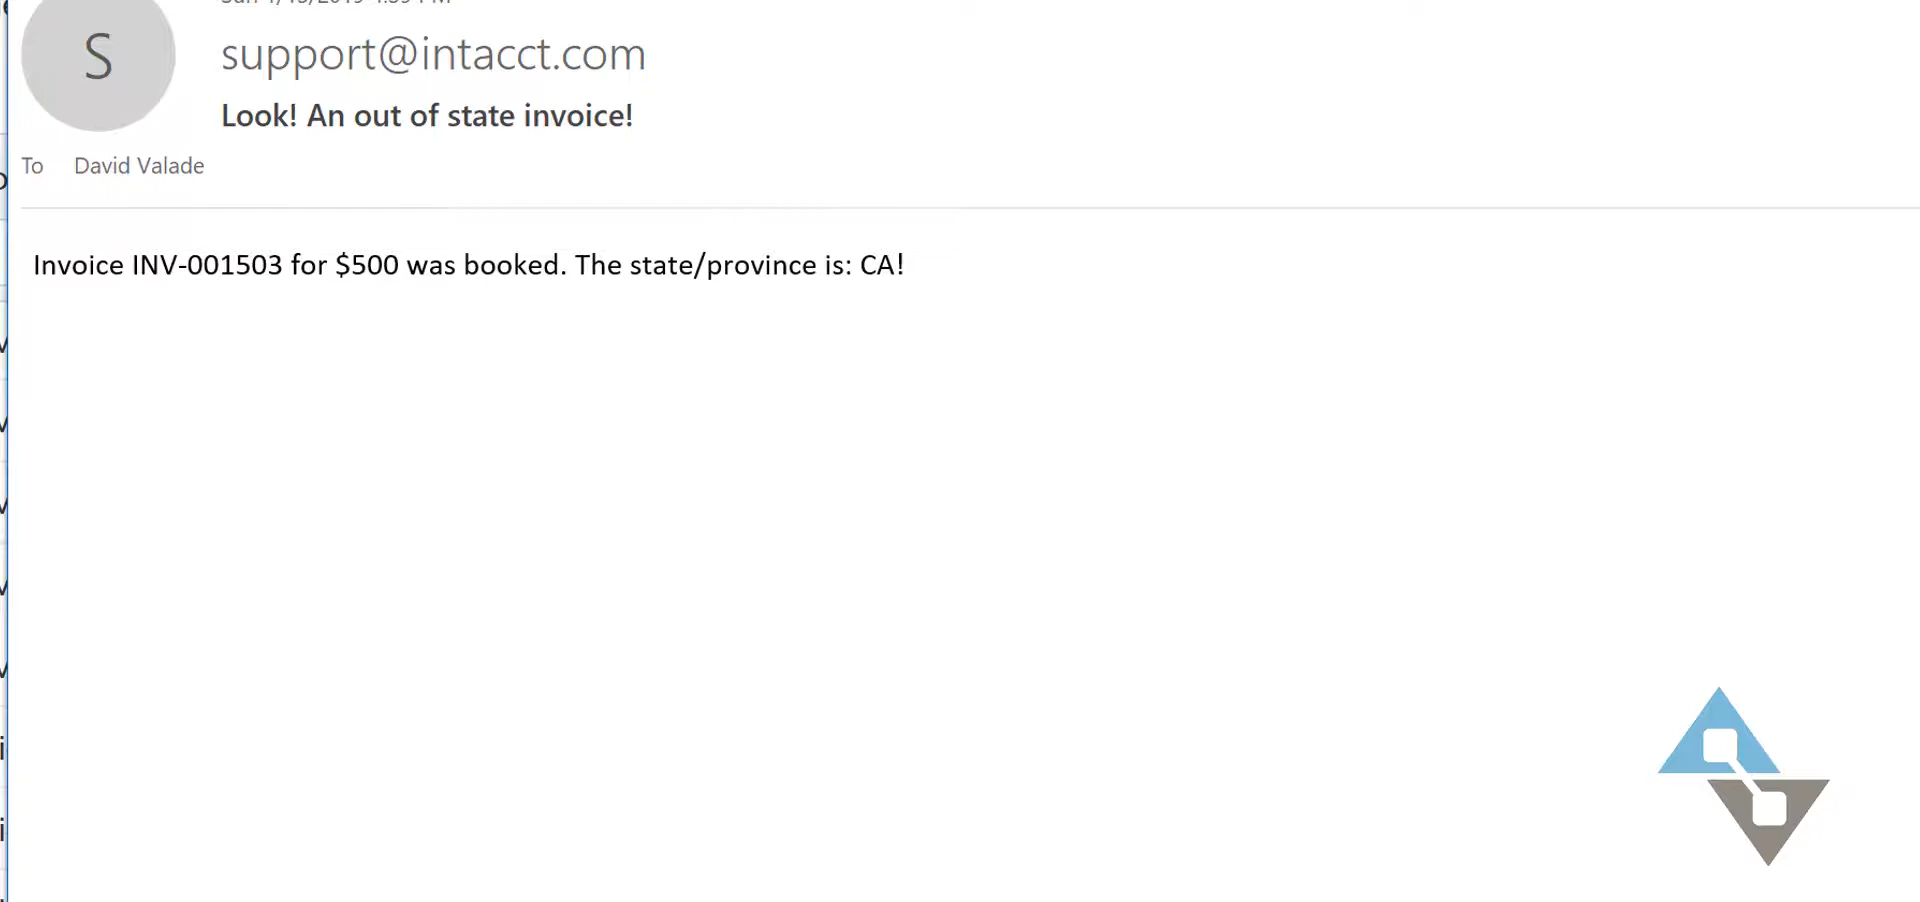 S
support@intacct.com
Look! An out of state invoice!
To David Valade
Invoice INV-001503 for $500 was booked. The state/province is: CA!